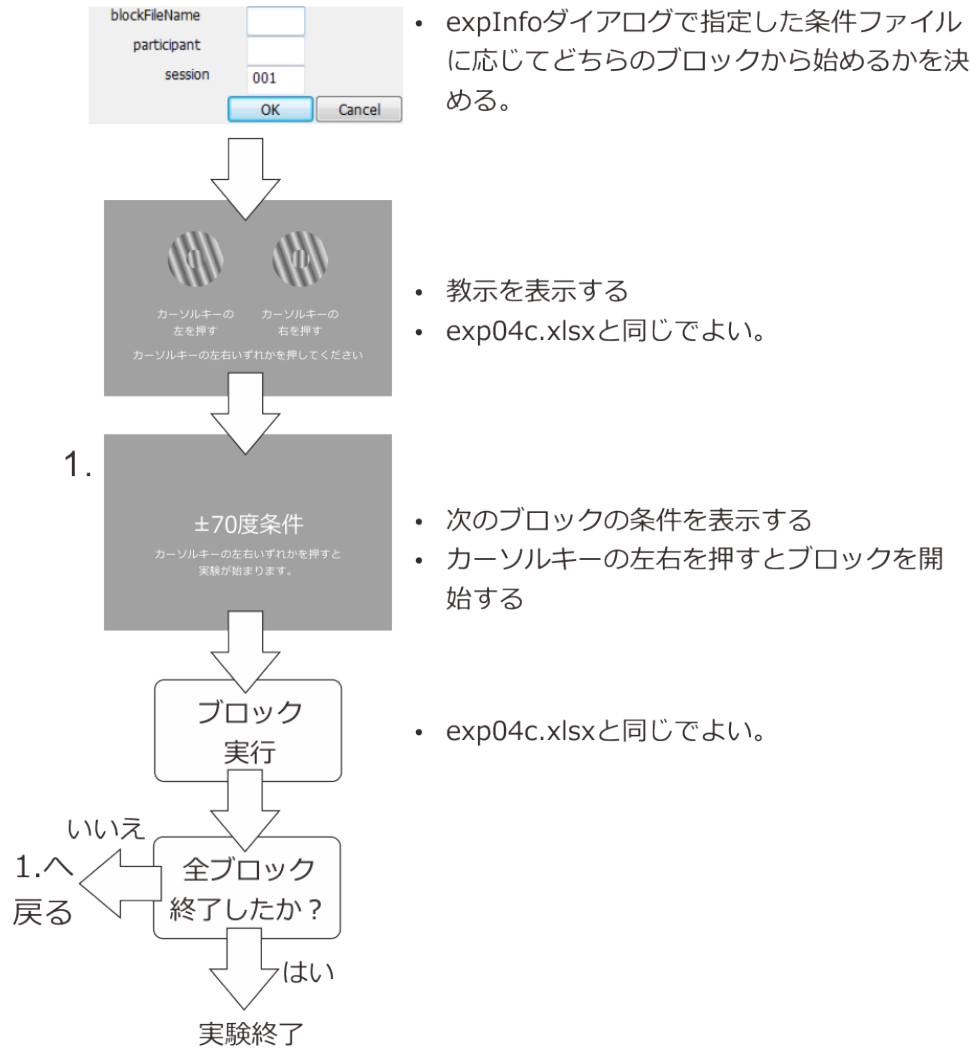 blockFileName
participant
session 001
OK Cancel
• expInfoダイアログで指定した条件ファイル
に応じてどちらのブロックから始めるかを決
める。
カーソルキーの カーソルキーの
左を押す 右を押す
カーソルキーの左右いずれかを押してください
• 教示を表示する
• exp04c.xlsxと同じでよい。
1.
±70度条件
カーソルキーの左右いずれかを押すと
実験が始まります。
• 次のブロックの条件を表示する
• カーソルキーの左右を押すとブロックを開
始する
ブロック
実行
• exp04c.xlsxと同じでよい。
いいえ
1.へ
戻る
全ブロック
終了したか？
はい
実験終了